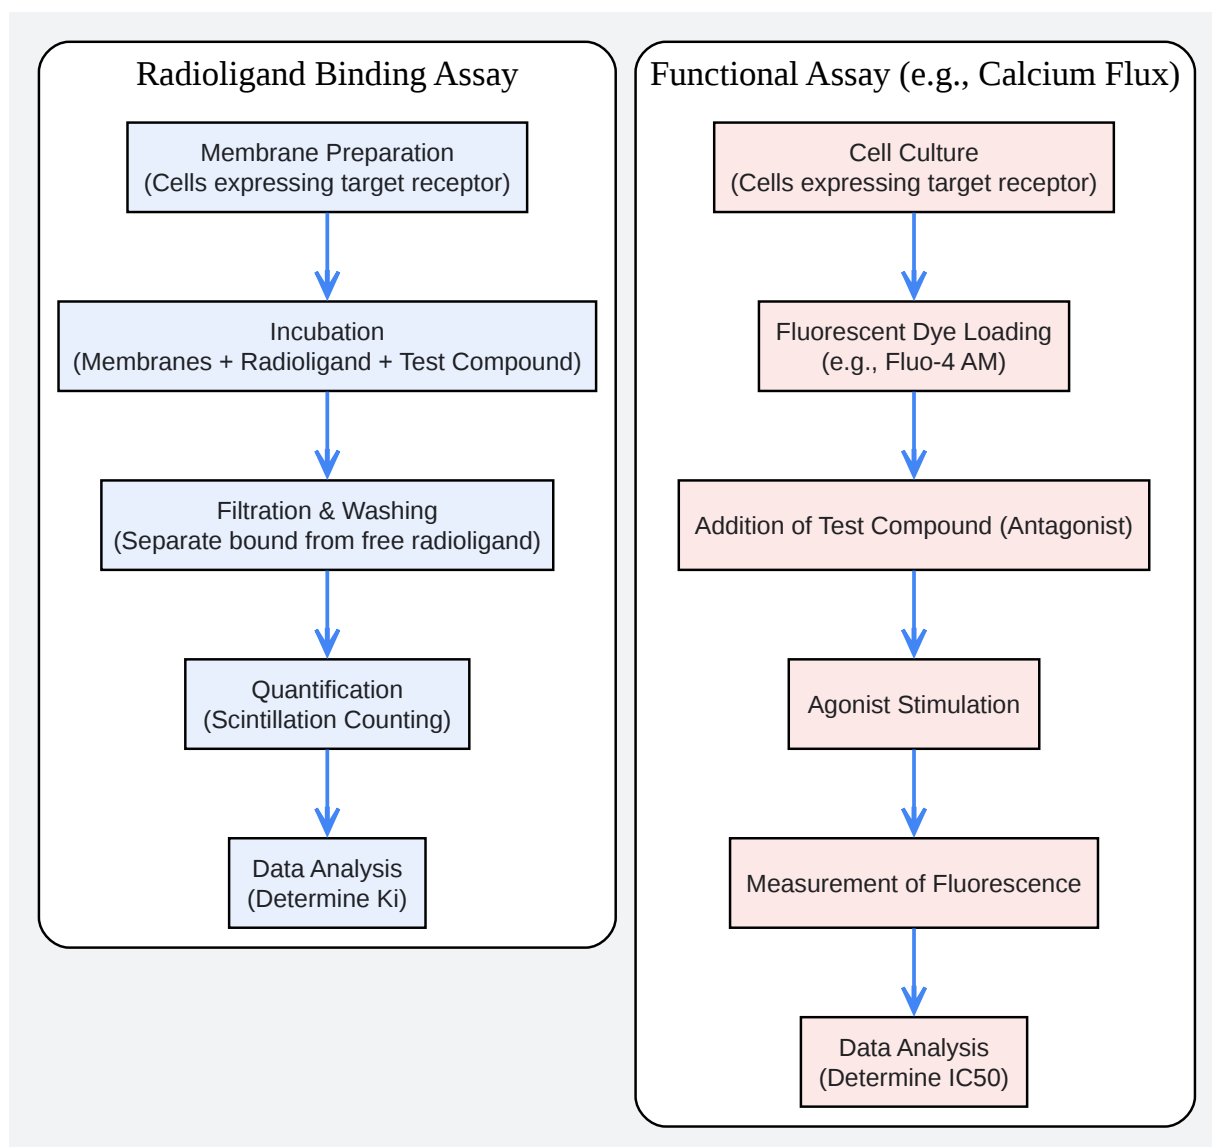 Radioligand Binding Assay
Membrane Preparation
(Cells expressing target receptor)
Incubation
(Membranes + Radioligand + Test Compound)
Filtration & Washing
(Separate bound from free radioligand)
Quantification
(Scintillation Counting)
Data Analysis
(Determine Ki)
Functional Assay (e.g., Calcium Flux)
Cell Culture
(Cells expressing target receptor)
Fluorescent Dye Loading
(e.g., Fluo-4 AM)
Addition of Test Compound (Antagonist)
Agonist Stimulation
Measurement of Fluorescence
Data Analysis
(Determine IC50)